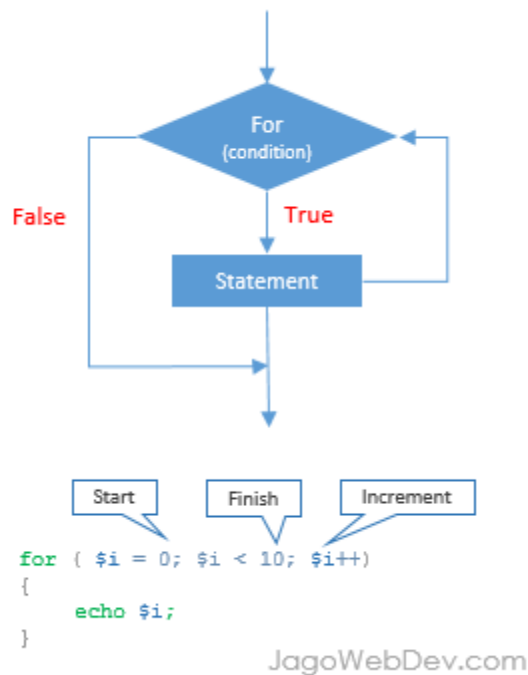 For
(condition)
False
True
Statement
Start
Finish
Increment
for ( $i = 0; $i < 10; $i++)
{
echo $i;
}
JagoWebDev.com